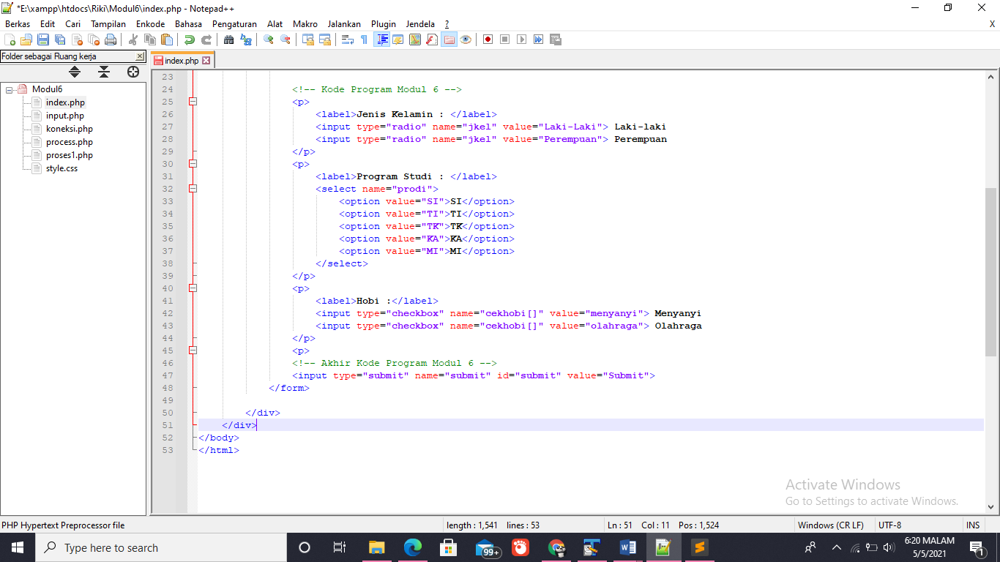 *E:\xampp\htdocs\Riki\Modul6\index.php - Notepad++
Berkas Edit Cari Tampilan Enkode Bahasa Pengaturan Alat Makro Jalankan Plugin Jendela ? X
Folder sebagai Ruang kerja
index.php
Modul6
index.php
input.php
koneksi.php
process.php
proses1.php
style.css
23
24 <!-- Kode Program Modul 6 -->
25 <p>
26 <label>Jenis Kelamin : </label>
27 <input type="radio" name="jkel" value="Laki-Laki"> Laki-laki
28 <input type="radio" name="jkel" value="Perempuan"> Perempuan
29 </p>
30 <p>
31 <label>Program Studi : </label>
32 <select name="prodi">
33 <option value="SI">SI</option>
34 <option value="TI">TI</option>
35 <option value="TK">TK</option>
36 <option value="KA">KA</option>
37 <option value="MI">MI</option>
38 </select>
39 </p>
40 <p>
41 <label>Hobi :</label>
42 <input type="checkbox" name="cekhobi[]" value="menyanyi"> Menyanyi
43 <input type="checkbox" name="cekhobi[]" value="olahraga"> Olahraga
44 </p>
45 <p>
46 <!-- Akhir Kode Program Modul 6 -->
47 <input type="submit" name="submit" id="submit" value="Submit">
48 </form>
49
50 </div>
51 </div>
52 </body>
53 </html>
Activate Windows
Go to Settings to activate Windows.
PHP Hypertext Preprocessor file length : 1,541 lines : 53 Ln : 51 Col : 11 Pos : 1,524 Windows (CR LF) UTF-8 INS
Type here to search
99+
6:20 MALAM
5/5/2021
1